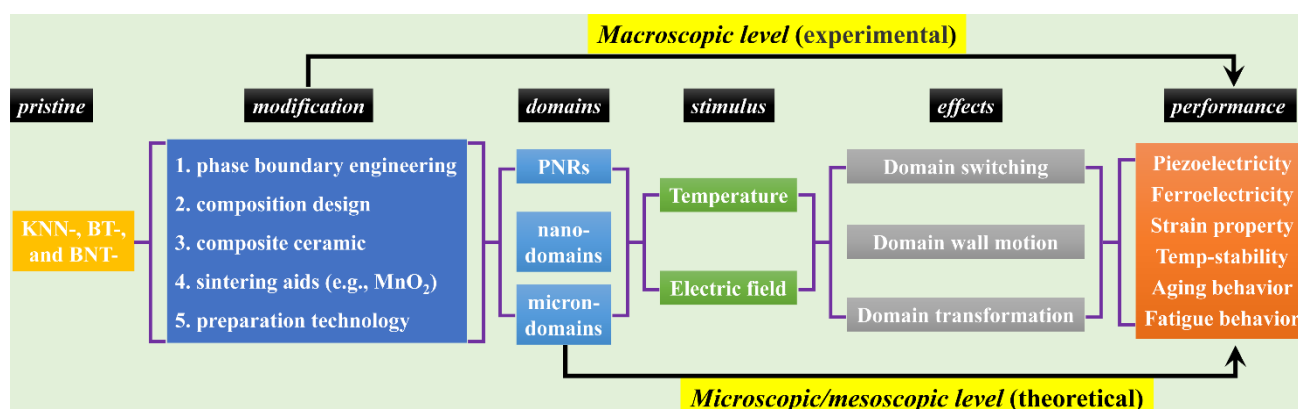 Macroscopic level (experimental)
pristine
modification
domains
stimulus
effects
performance
KNN-, BT-,
and BNT-
1. phase boundary engineering
2. composition design
3. composite ceramic
4. sintering aids (e.g., MnO₂)
5. preparation technology
PNRs
nano-
domains
micron-
domains
Temperature
Electric field
Domain switching
Domain wall motion
Domain transformation
Piezoelectricity
Ferroelectricity
Strain property
Temp-stability
Aging behavior
Fatigue behavior
Microscopic/mesoscopic level (theoretical)